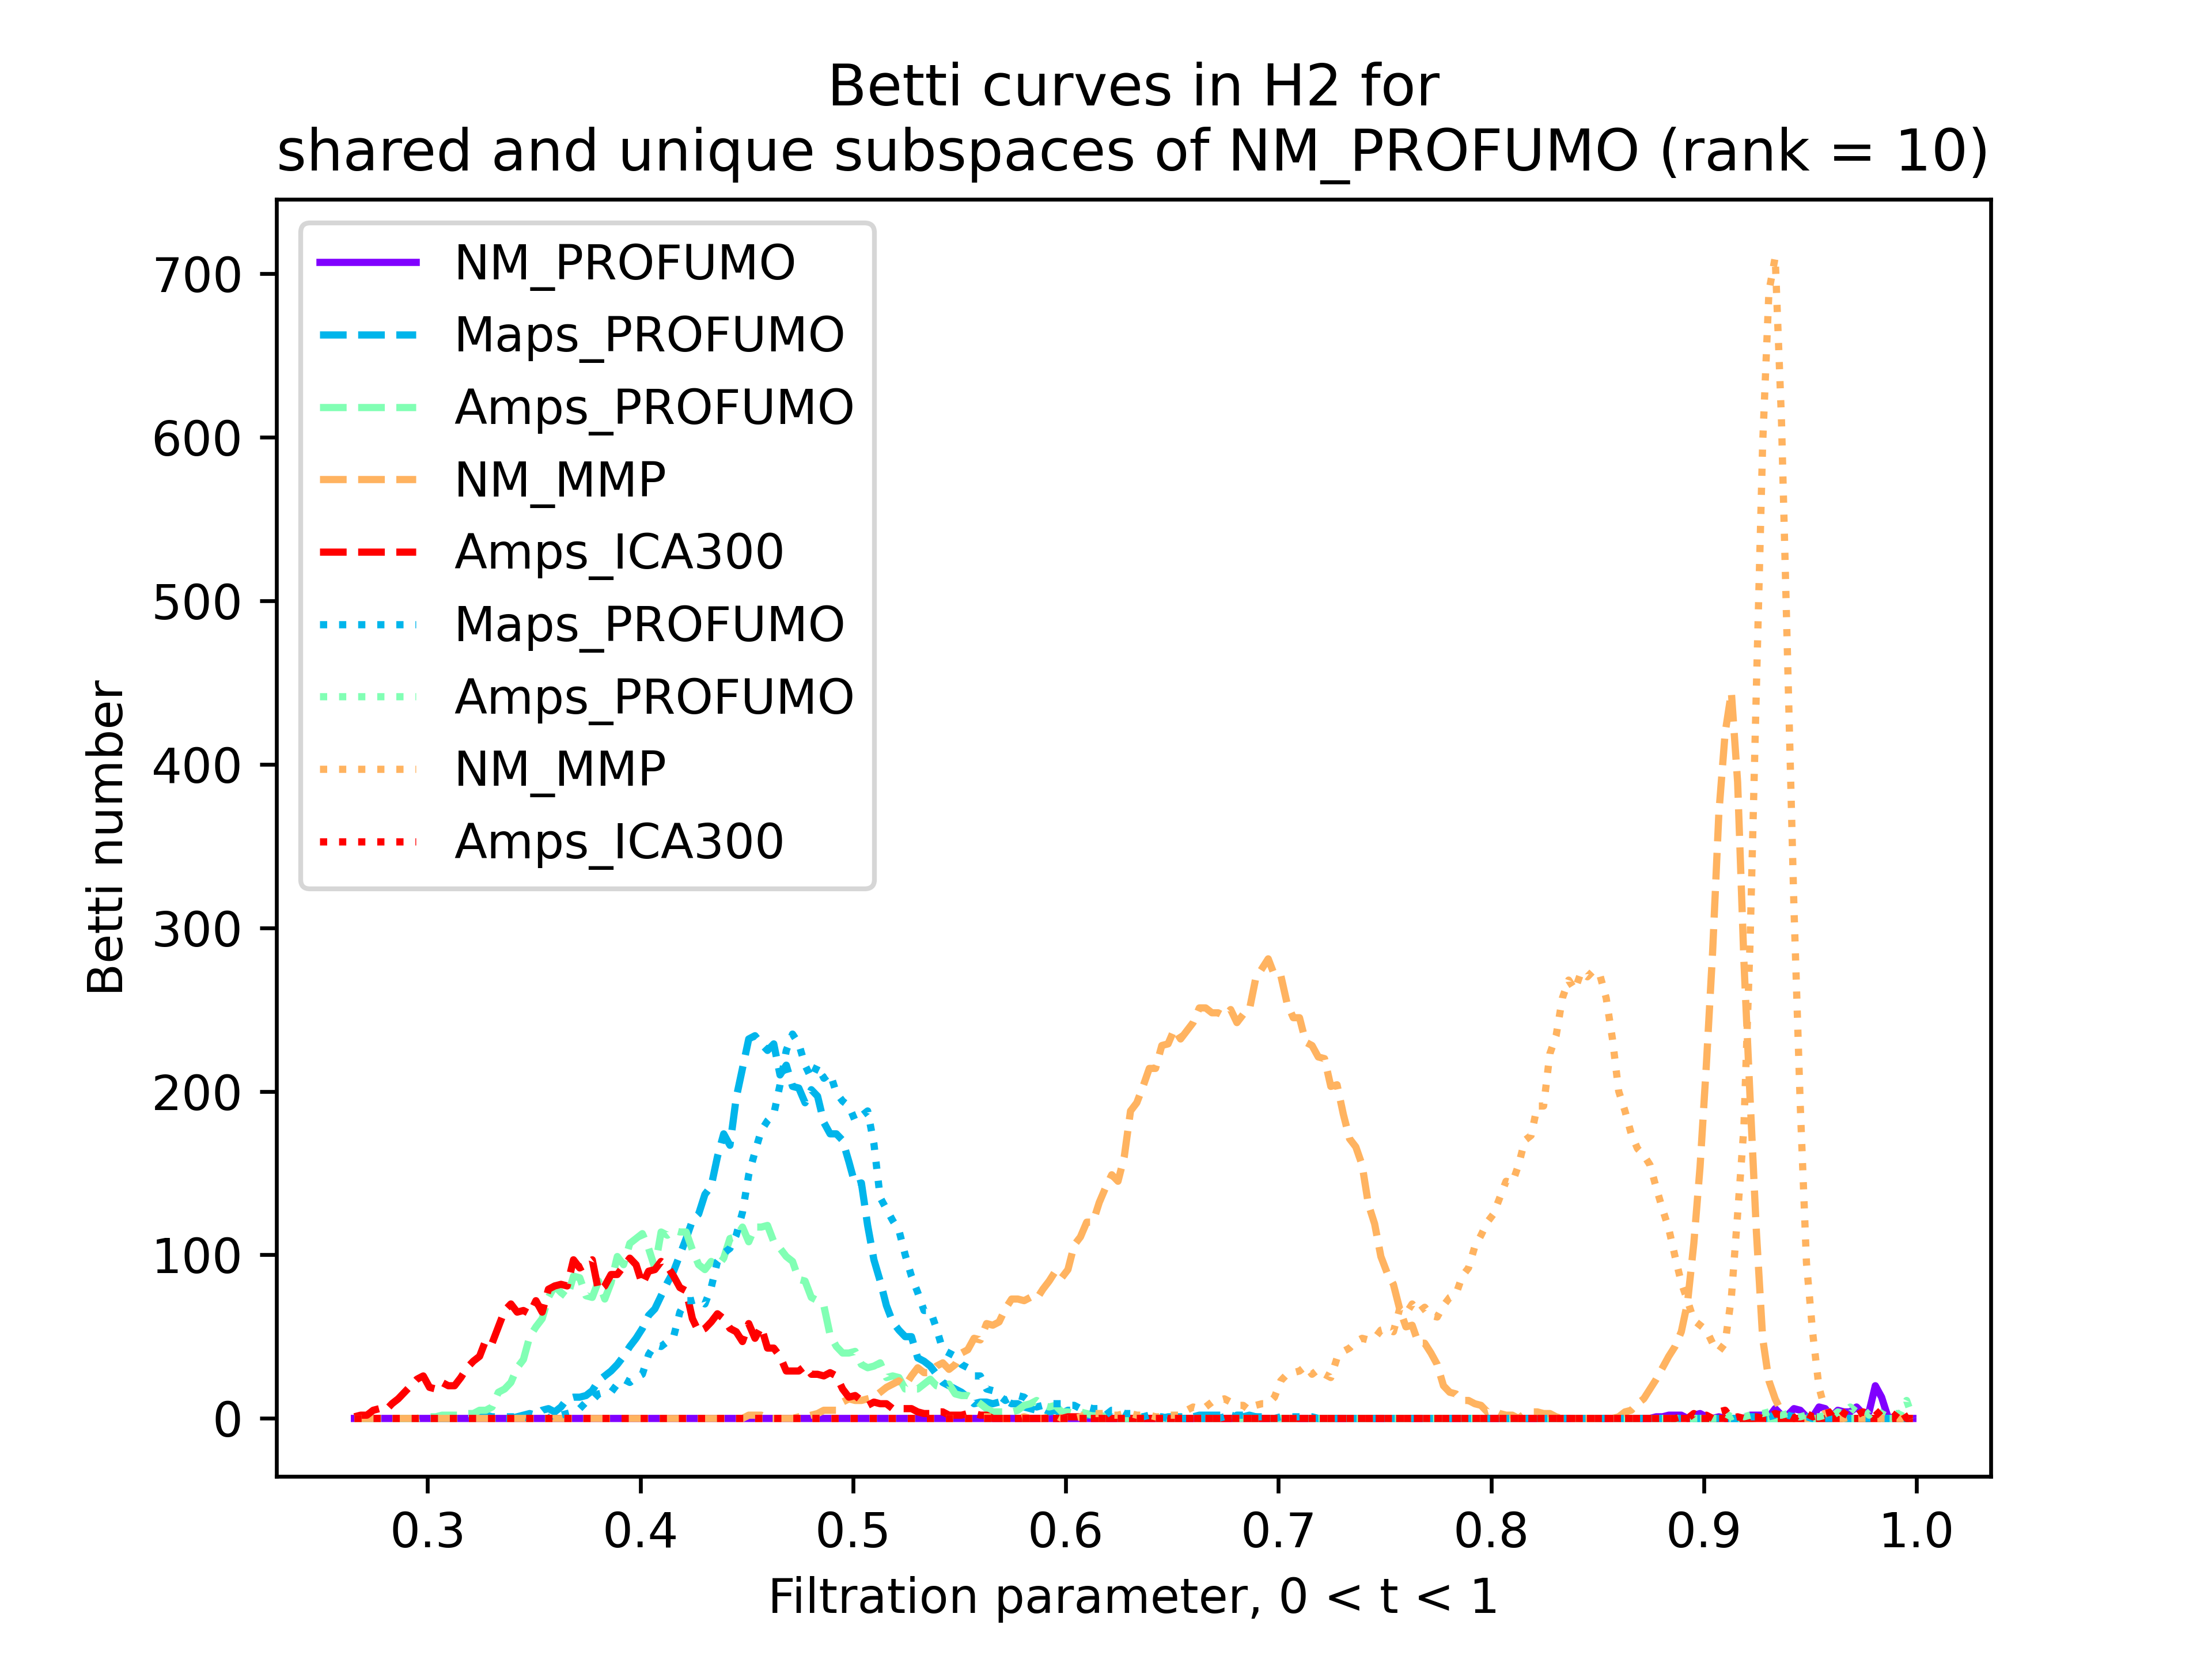 Betti curves in H2 for
shared and unique subspaces of NM_PROFUMO (rank = 10)
NM_PROFUMO
Maps_PROFUMO
Amps_PROFUMO
NM_MMP
Amps_ICA300
Maps_PROFUMO
Amps_PROFUMO
NM_MMP
Amps_ICA300
Betti number
700
600
500
400
300
200
100
0
0.3 0.4 0.5 0.6 0.7 0.8 0.9 1.0
Filtration parameter, 0 < t < 1